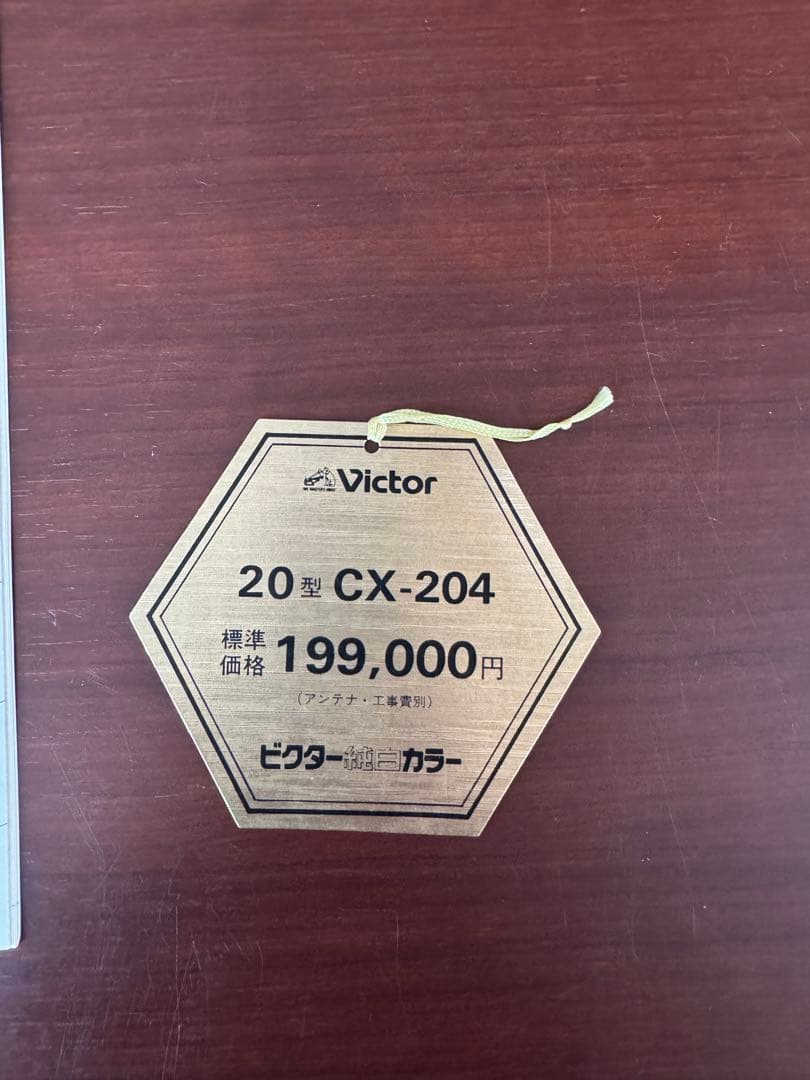 Victor
20型 CX-204
標準価格 199,000円
(アンテナ・工事費別)
ビクター純白カラー